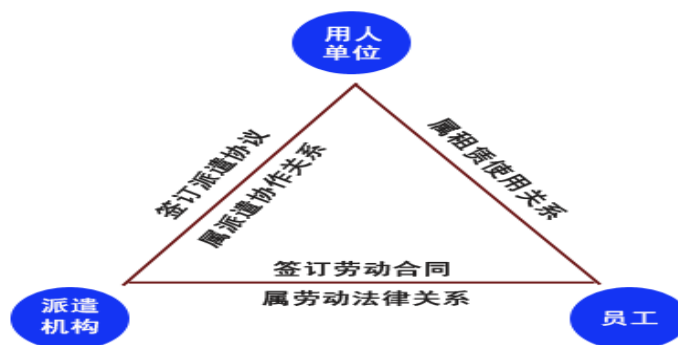 用人
单位
签订派遣协议
属派遣协作关系
属租赁使用关系
签订劳动合同
属劳动法律关系
派遣
机构
员工